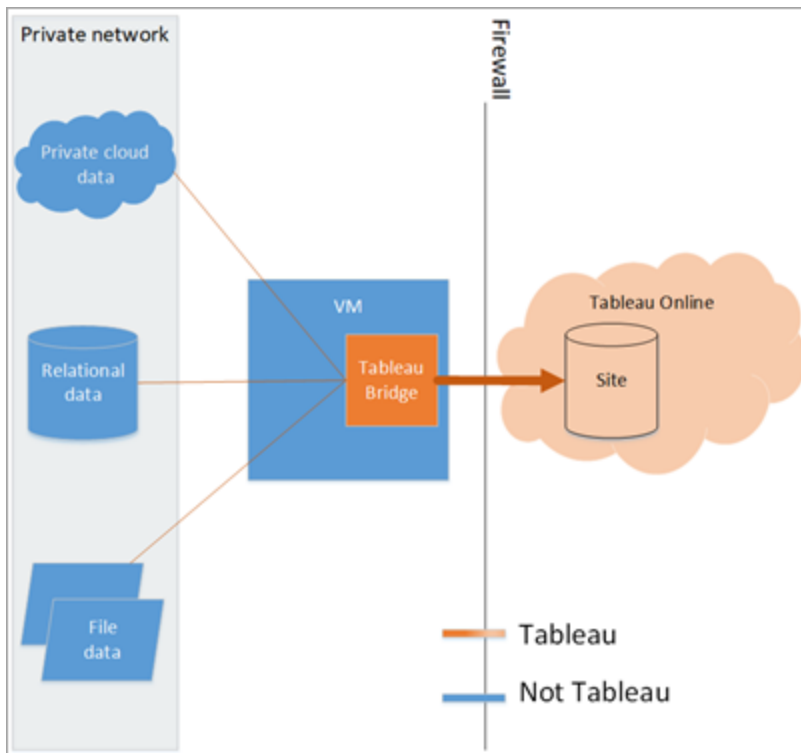 Private network
Firewall
Private cloud
data
VM
Tableau Online
Relational
data
Tableau
Bridge
Site
File
data
Tableau
Not Tableau